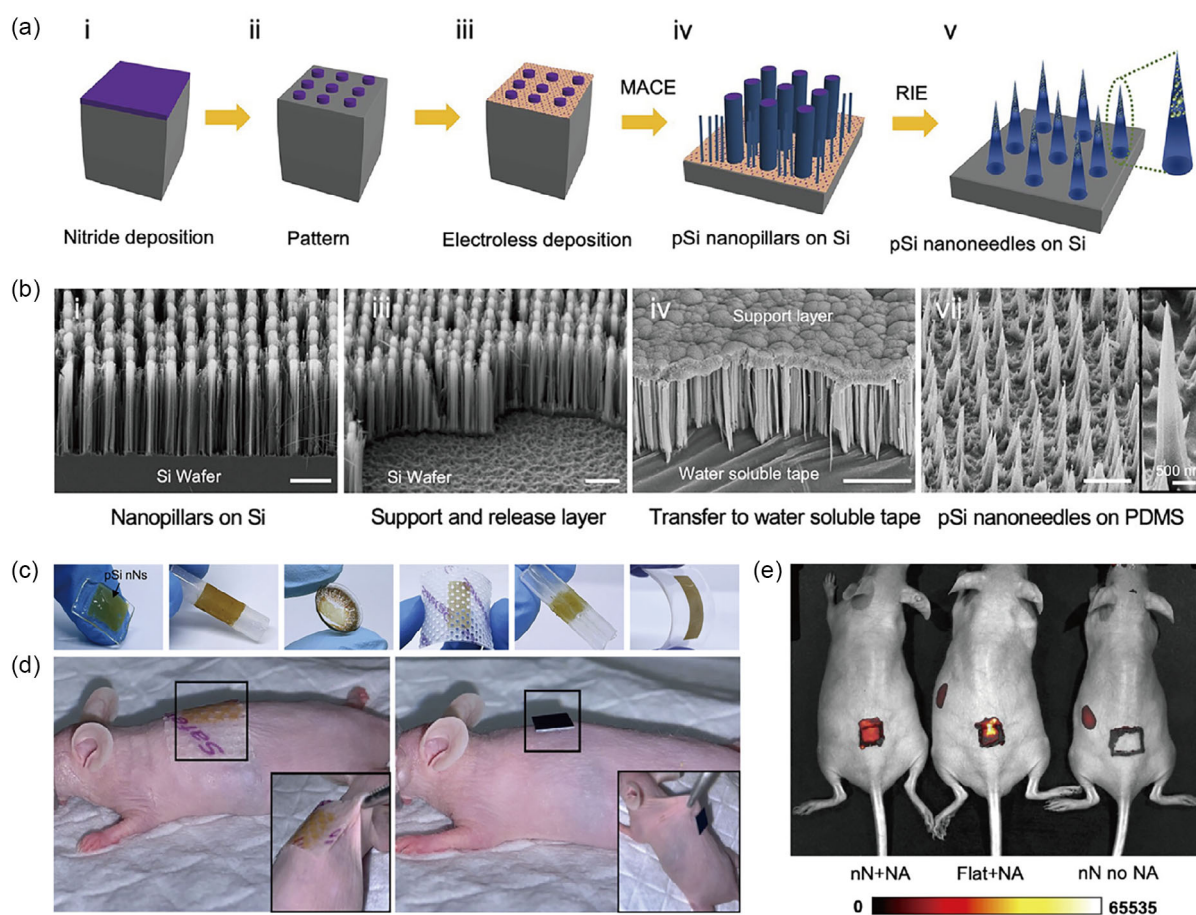 (a)
i
ii
iii
iv
v
MACE
RIE
Nitride deposition
Pattern
Electroless deposition
pSi nanopillars on Si
pSi nanoneedles on Si
(b)
i
iii
iv
vii
Support layer
Si Wafer
Si Wafer
Water soluble tape
500 nm
Nanopillars on Si
Support and release layer
Transfer to water soluble tape
pSi nanoneedles on PDMS
(c)
pSi nNs
(e)
(d)
Safe
nN+NA
Flat+NA
nN no NA
0
65535